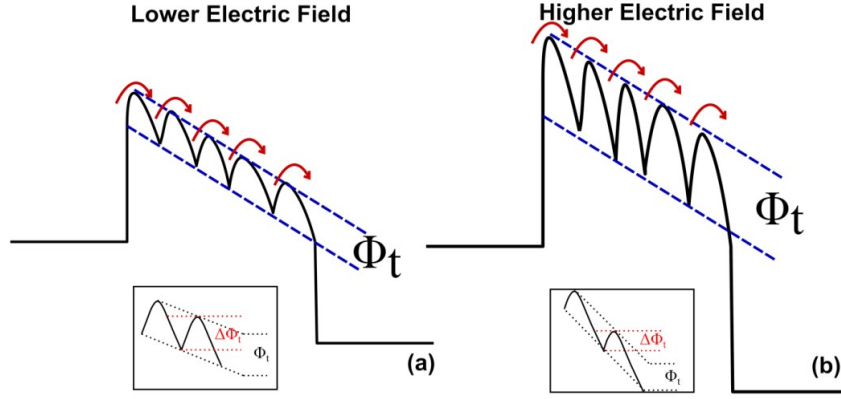 Lower Electric Field
Higher Electric Field
Φt
Φt
ΔΦt
Φt
(a)
ΔΦt
Φt
(b)